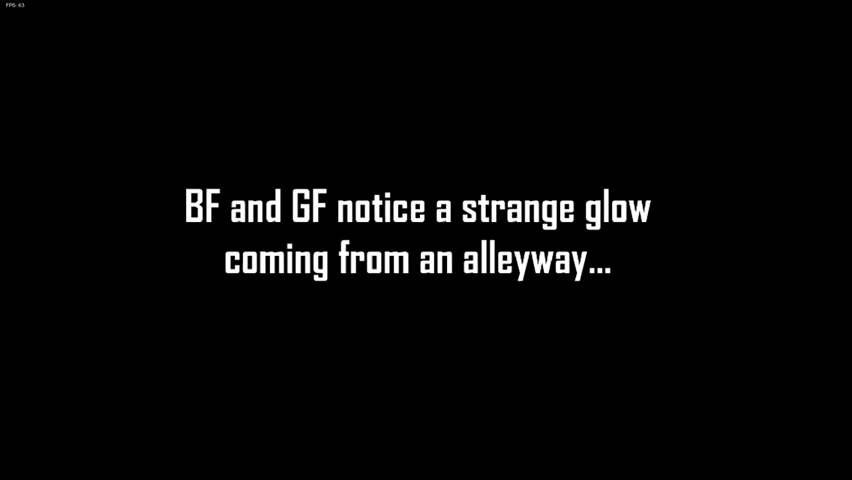 FPS: 63
BF and GF notice a strange glow
coming from an alleyway...